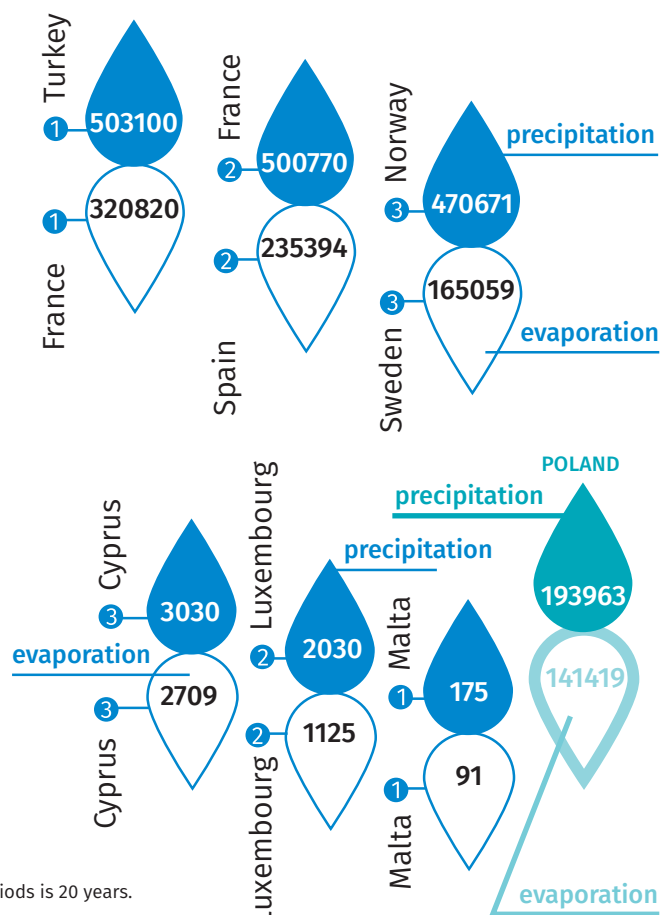 Turkey
1
503100
1
320820
France
France
2
500770
2
235394
Spain
Norway
3
470671
3
165059
Sweden
precipitation
evaporation
Cyprus
3
3030
evaporation
3
2709
Cyprus
Luxembourg
2
2030
precipitation
2
1125
uxembourg
Malta
1
175
1
91
Malta
POLAND
precipitation
193963
141419
evaporation
iods is 20 years.